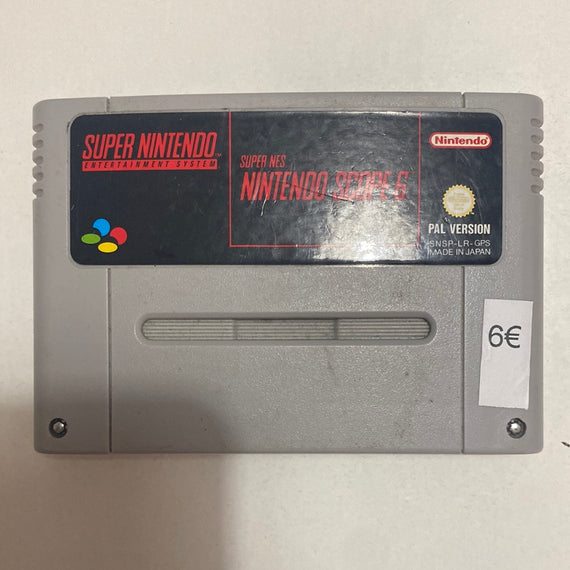 SUPER NINTENDO
ENTERTAINMENT SYSTEM
SUPER NES
NINTENDO SCOPE 6
Nintendo
PAL VERSION
SNSP-LR-GPS
MADE IN JAPAN
6€